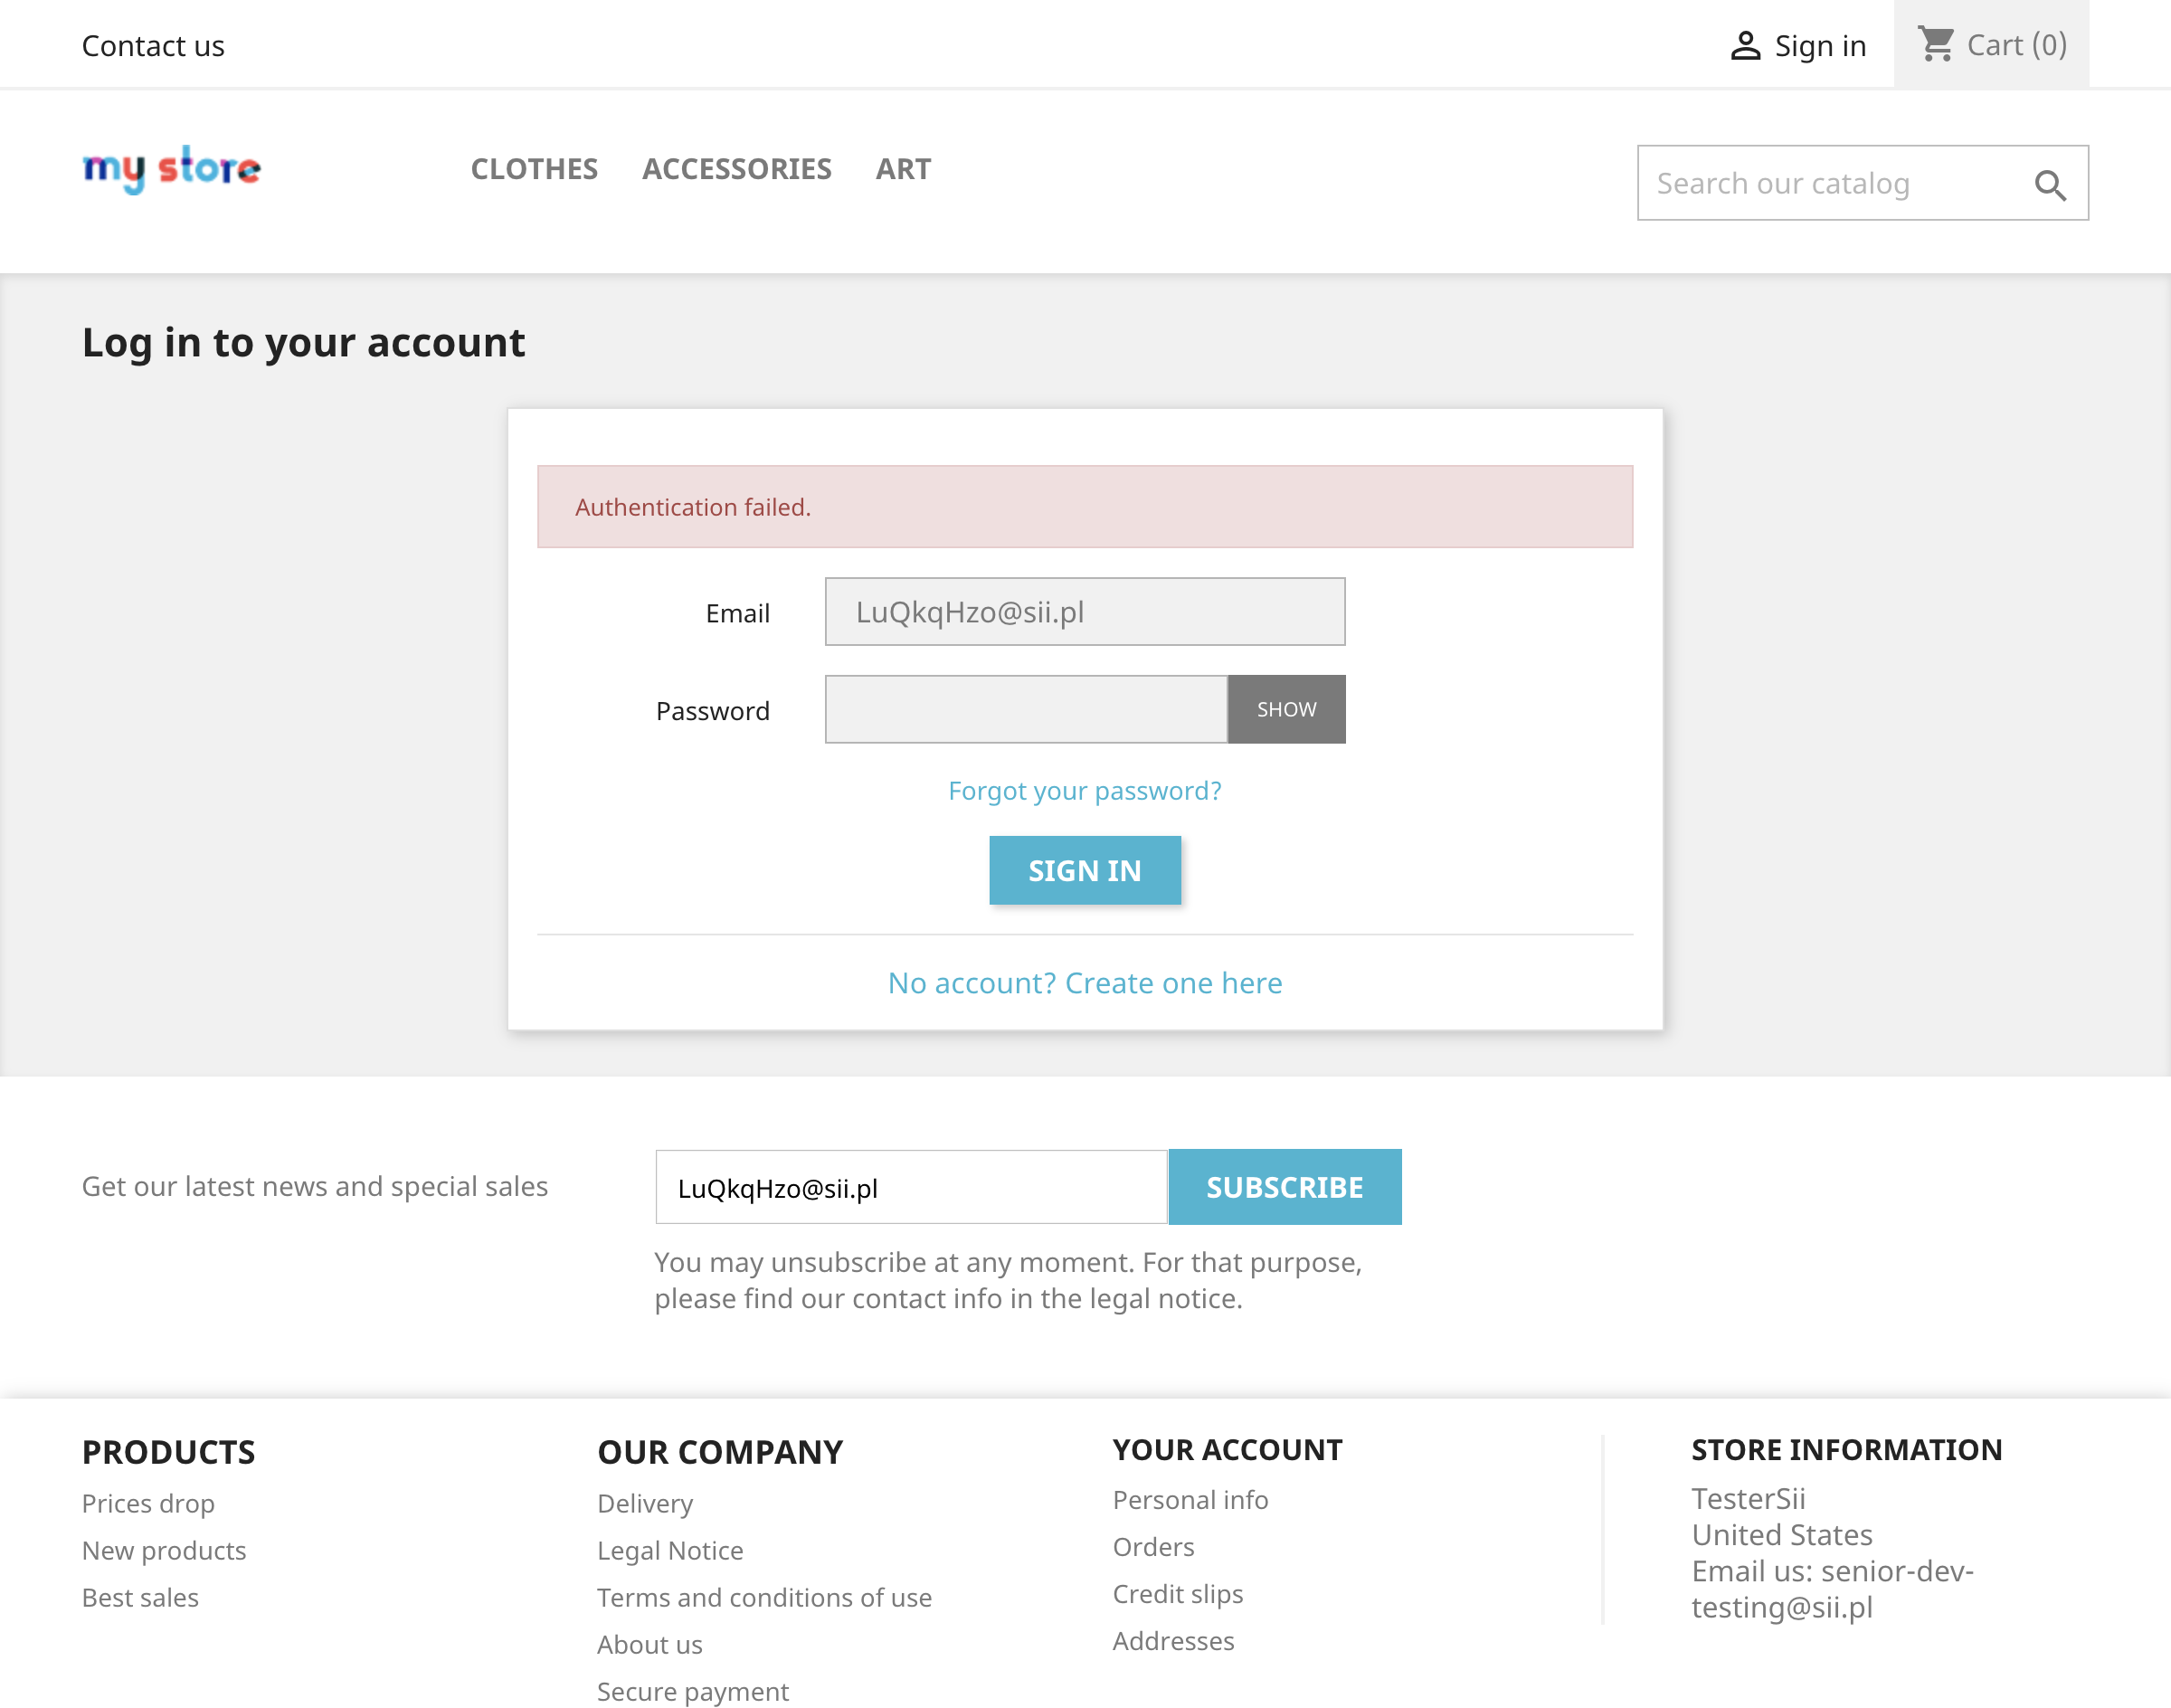 Contact us
Sign in
Cart (0)
my store
CLOTHES ACCESSORIES ART
Search our catalog
Log in to your account
Authentication failed.
Email
LuQkqHzo@sii.pl
Password
SHOW
Forgot your password?
SIGN IN
No account? Create one here
Get our latest news and special sales
LuQkqHzo@sii.pl
SUBSCRIBE
You may unsubscribe at any moment. For that purpose,
please find our contact info in the legal notice.
PRODUCTS
Prices drop
New products
Best sales
OUR COMPANY
Delivery
Legal Notice
Terms and conditions of use
About us
Secure payment
YOUR ACCOUNT
Personal info
Orders
Credit slips
Addresses
STORE INFORMATION
TesterSii
United States
Email us: senior-dev-
testing@sii.pl